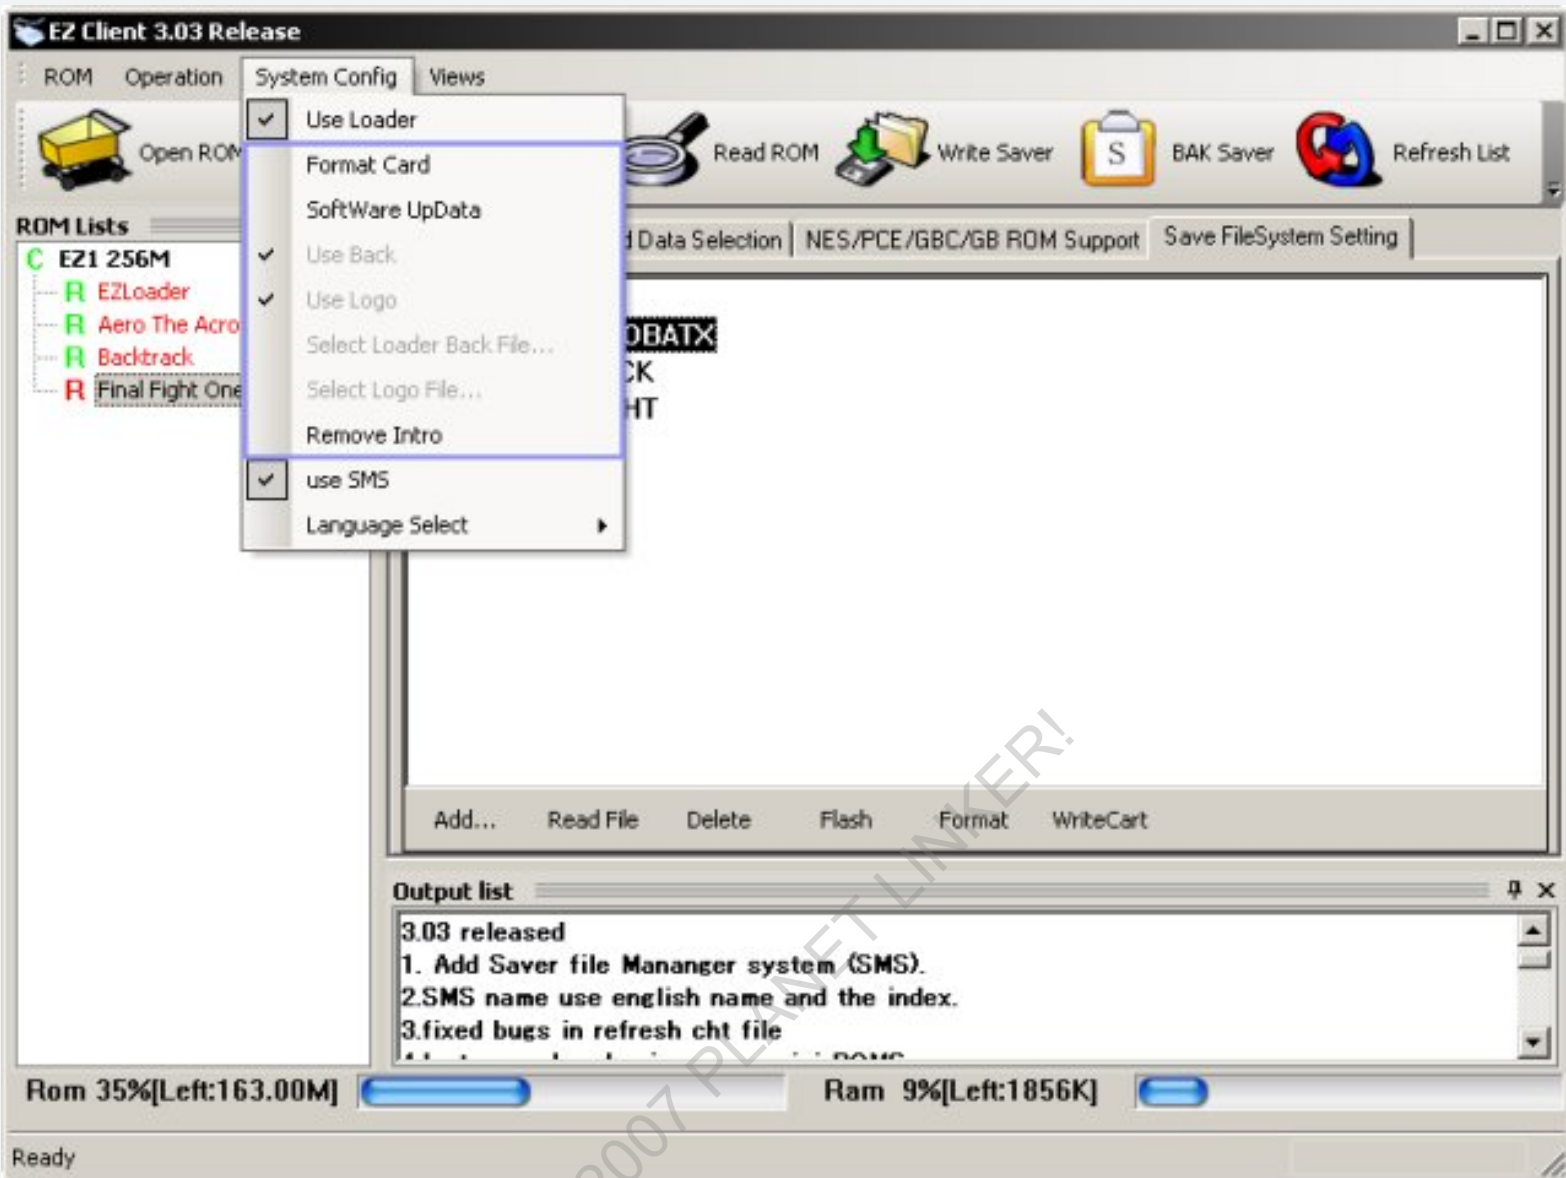 EZ Client 3.03 Release
ROM Operation System Config Views
Open ROM Read ROM Write Saver S BAK Saver Refresh List
Use Loader
Format Card
SoftWare UpData
Use Back
Use Logo
Select Loader Back File...
Select Logo File...
Remove Intro
use SMS
Language Select
ROM Lists
C EZ1 256M
R EZLoader
R Aero The Acro
R Backtrack
R Final Fight One
Data Selection NES/PCE/GBC/GB ROM Support Save FileSystem Setting
OBATX
CK
HT
Add... Read File Delete Flash Format WriteCart
Output list
3.03 released
1. Add Saver file Mananger system (SMS).
2.SMS name use english name and the index.
3.fixed bugs in refresh cht file
Rom 35%[Left:163.00M] Ram 9%[Left:1856K]
Ready
2007 PLANET LINKER!